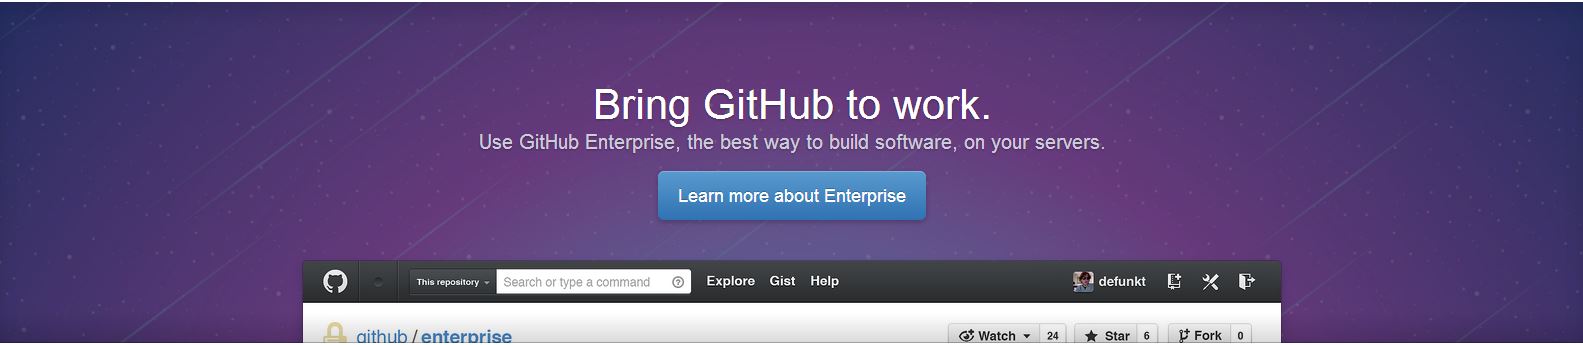 Bring GitHub to work.
Use GitHub Enterprise, the best way to build software, on your servers.
Learn more about Enterprise
This repository Search or type a command Explore Gist Help defunkt
github / enterprise Watch 24 Star 6 Fork 0